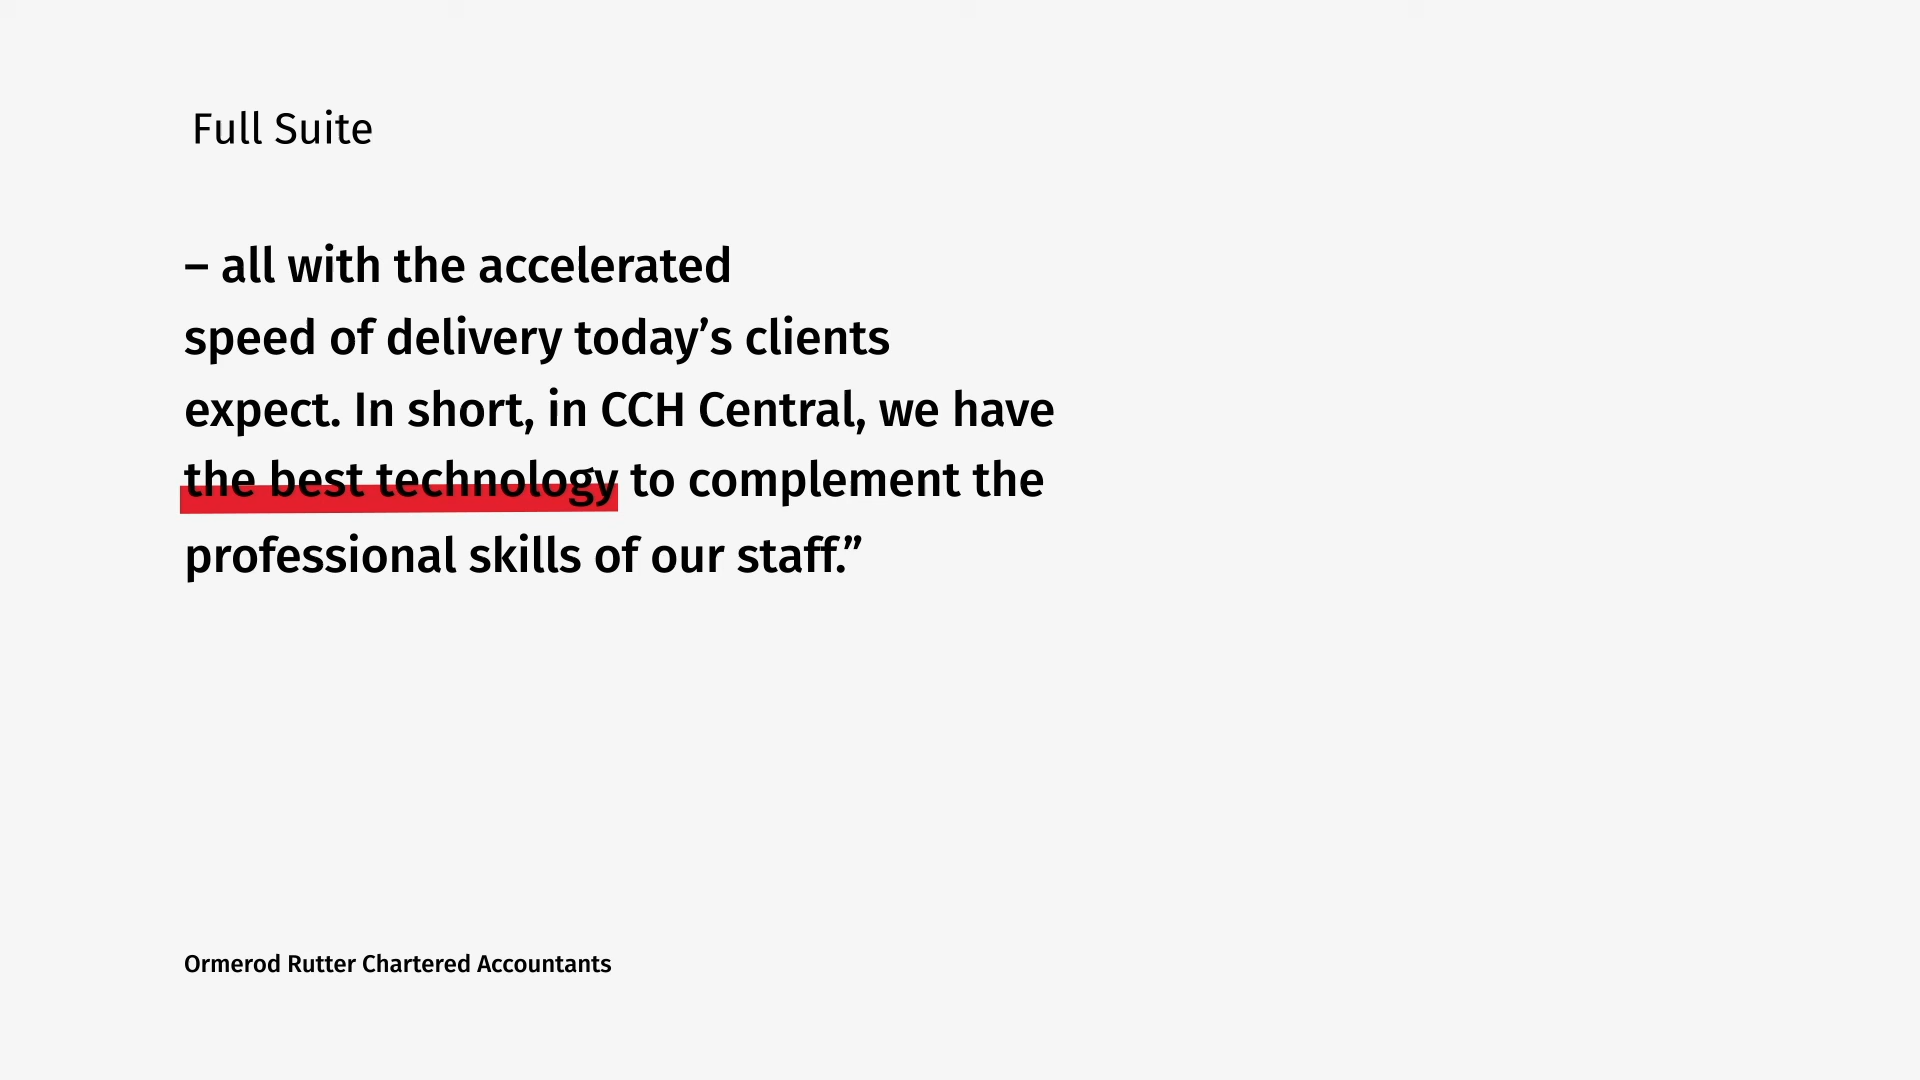 Full Suite
– all with the accelerated
speed of delivery today’s clients
expect. In short, in CCH Central, we have
the best technology to complement the
professional skills of our staff.”
Ormerod Rutter Chartered Accountants